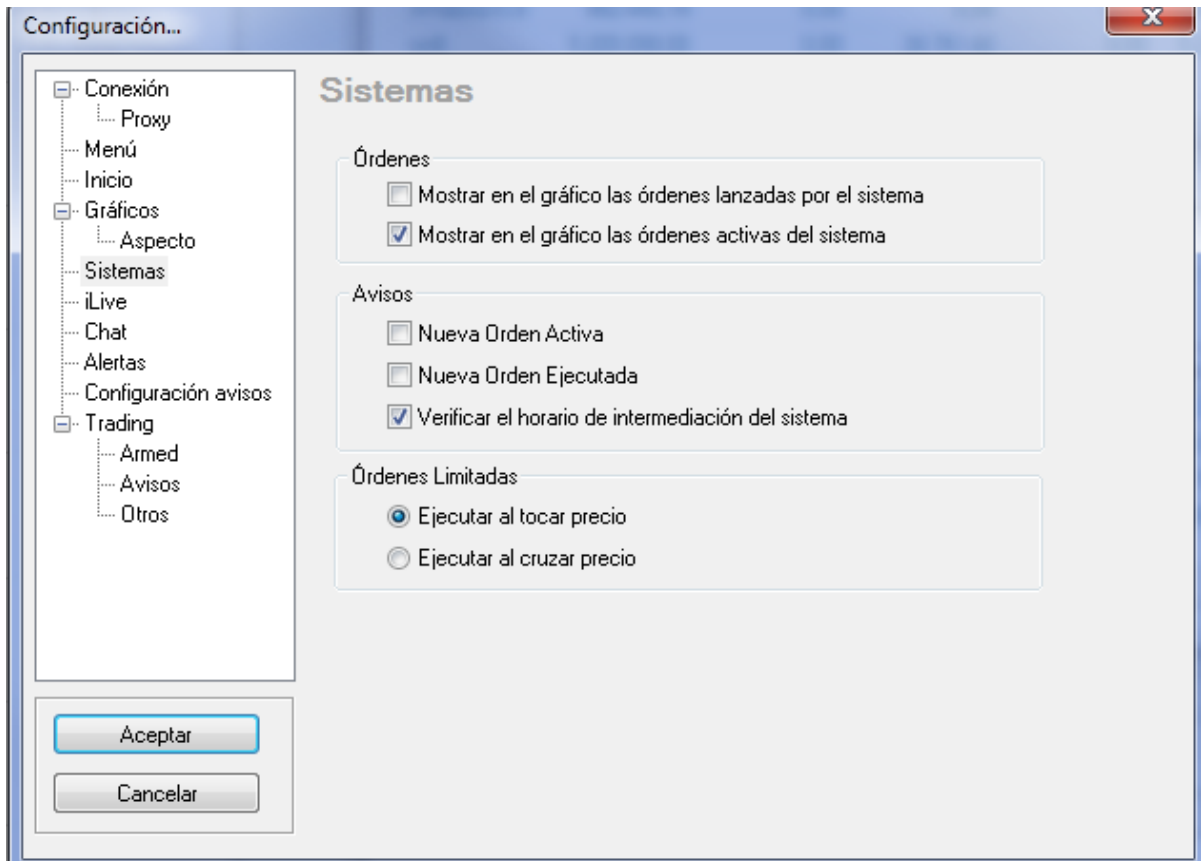 Configuración...
Conexión
Proxy
Menú
Inicio
Gráficos
Aspecto
Sistemas
iLive
Chat
Alertas
Configuración avisos
Trading
Armed
Avisos
Otros
Aceptar
Cancelar
Sistemas
Órdenes
Mostrar en el gráfico las órdenes lanzadas por el sistema
Mostrar en el gráfico las órdenes activas del sistema
Avisos
Nueva Orden Activa
Nueva Orden Ejecutada
Verificar el horario de intermediación del sistema
Órdenes Limitadas
Ejecutar al tocar precio
Ejecutar al cruzar precio